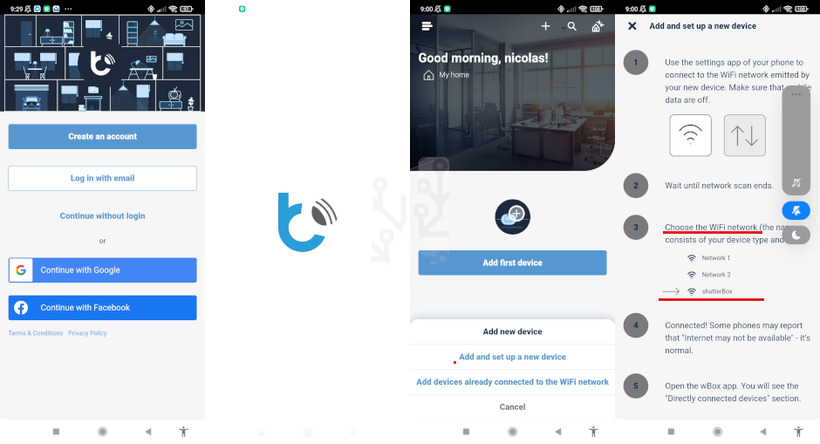 9:29
97
Create an account
Log in with email
Continue without login
or
Continue with Google
Continue with Facebook
Terms & Conditions Privacy Policy
9:00
100
Good morning, nicolas!
My home
Add first device
Add new device
Add and set up a new device
Add devices already connected to the WiFi network
Cancel
9:00
100
Add and set up a new device
1
Use the settings app of your phone to
connect to the WiFi network emitted by
your new device. Make sure that
data are off.
2
Wait until network scan ends.
3
Choose the WiFi network (the
consists of your device type and
Network 1
Network 2
shutterBox
4
Connected! Some phones may report
that "Internet may not be available" - it's
normal.
5
Open the wBox app. You will see the
"Directly connected devices" section.